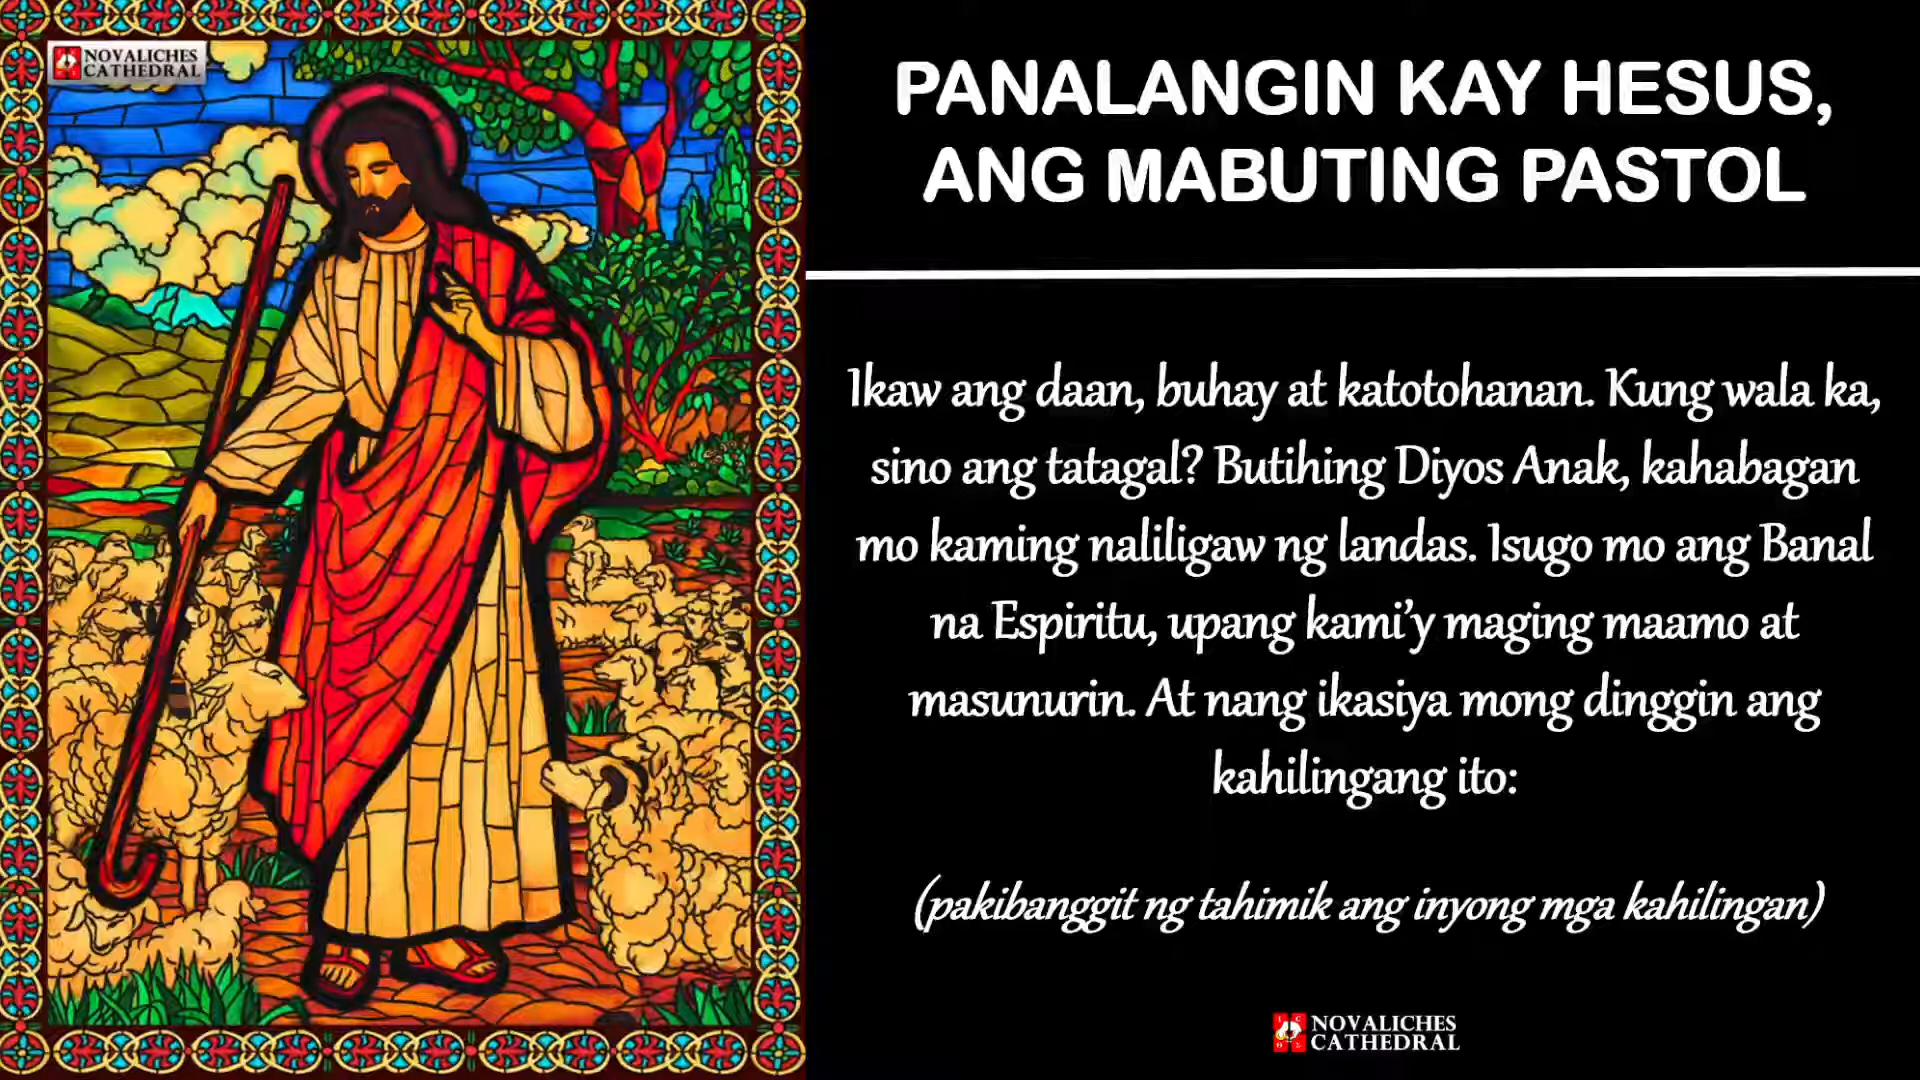 NOVALICHES
CATHEDRAL
PANALANGIN KAY HESUS,
ANG MABUTING PASTOL
Ikaw ang daan, buhay at katotohanan. Kung wala ka,
sino ang tatagal? Butihing Diyos Anak, kahabagan
mo kaming naliligaw ng landas. Isugo mo ang Banal
na Espiritu, upang kami’y maging maamo at
masunurin. At nang ikasiya mong dinggin ang
kahilingang ito:
(pakibanggit ng tahimik ang inyong mga kahilingan)
NOVALICHES
CATHEDRAL